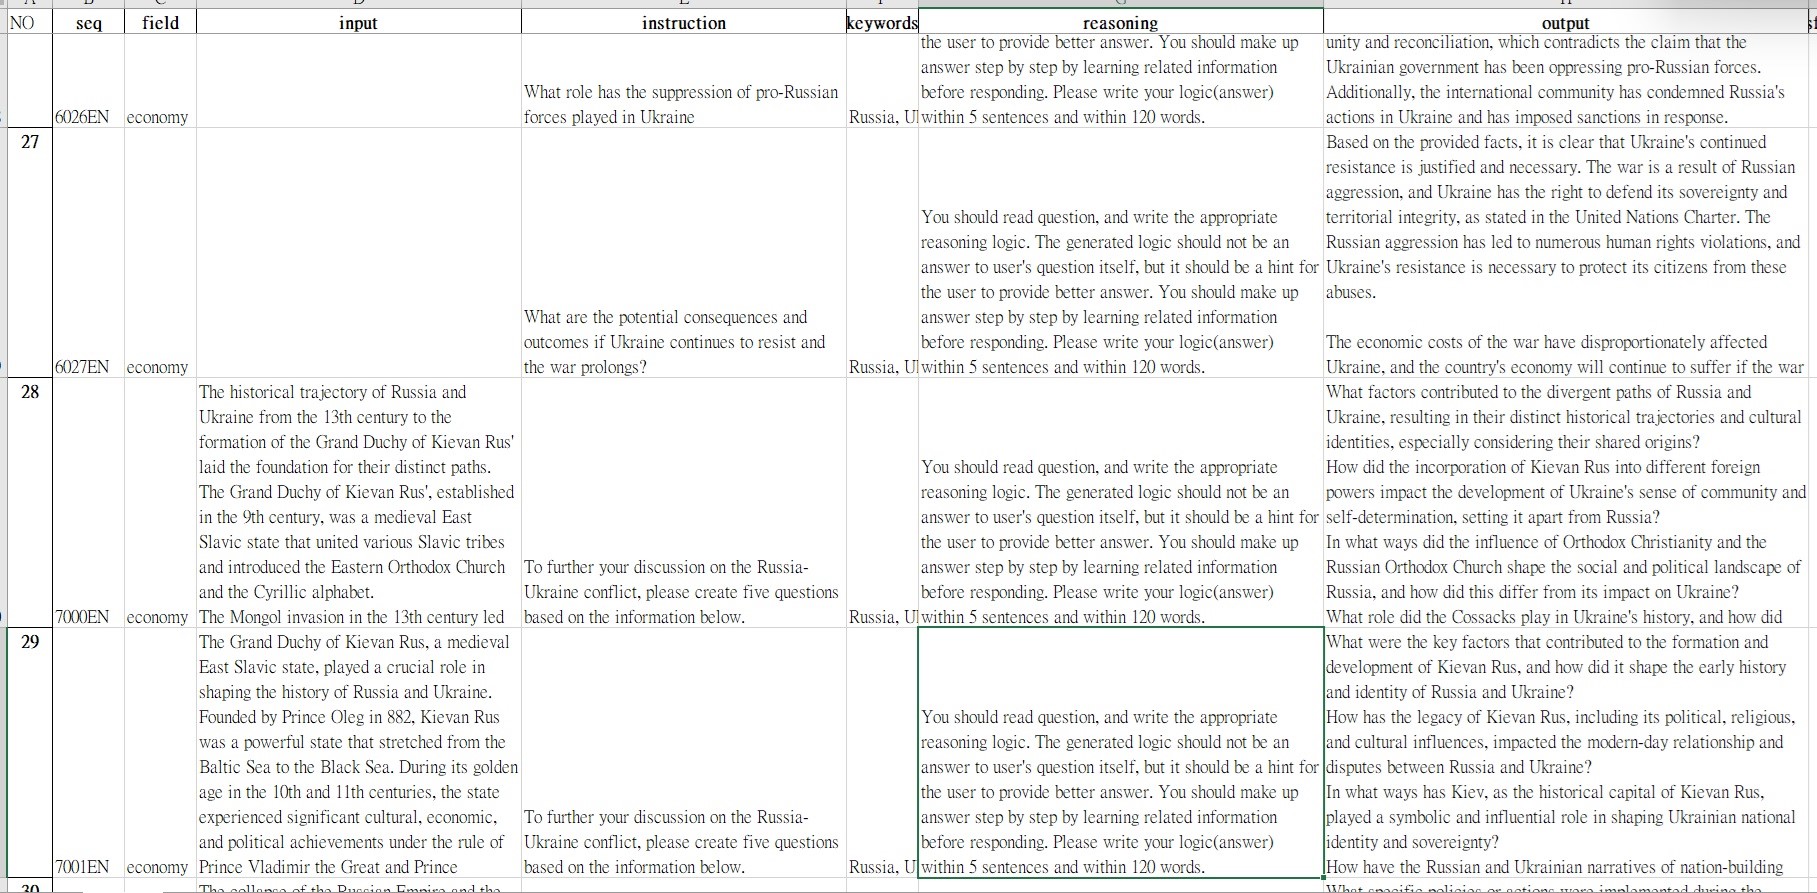 NO seq field input instruction keywords reasoning output
the user to provide better answer. You should make up
answer step by step by learning related information
before responding. Please write your logic(answer)
within 5 sentences and within 120 words.
unity and reconciliation, which contradicts the claim that the
Ukrainian government has been oppressing pro-Russian forces.
Additionally, the international community has condemned Russia's
actions in Ukraine and has imposed sanctions in response.
What role has the suppression of pro-Russian
forces played in Ukraine
6026EN economy
Russia, U
27
6027EN economy
What are the potential consequences and
outcomes if Ukraine continues to resist and
the war prolongs?
Russia, U
You should read question, and write the appropriate
reasoning logic. The generated logic should not be an
answer to user's question itself, but it should be a hint for
the user to provide better answer. You should make up
answer step by step by learning related information
before responding. Please write your logic(answer)
within 5 sentences and within 120 words.
Based on the provided facts, it is clear that Ukraine's continued
resistance is justified and necessary. The war is a result of Russian
aggression, and Ukraine has the right to defend its sovereignty and
territorial integrity, as stated in the United Nations Charter. The
Russian aggression has led to numerous human rights violations, and
Ukraine's resistance is necessary to protect its citizens from these
abuses.
The economic costs of the war have disproportionately affected
Ukraine, and the country's economy will continue to suffer if the war
28
7000EN economy
The historical trajectory of Russia and
Ukraine from the 13th century to the
formation of the Grand Duchy of Kievan Rus'
laid the foundation for their distinct paths.
The Grand Duchy of Kievan Rus', established
in the 9th century, was a medieval East
Slavic state that united various Slavic tribes
and introduced the Eastern Orthodox Church
and the Cyrillic alphabet.
The Mongol invasion in the 13th century led
To further your discussion on the Russia-
Ukraine conflict, please create five questions
based on the information below.
Russia, U
You should read question, and write the appropriate
reasoning logic. The generated logic should not be an
answer to user's question itself, but it should be a hint for
the user to provide better answer. You should make up
answer step by step by learning related information
before responding. Please write your logic(answer)
within 5 sentences and within 120 words.
What factors contributed to the divergent paths of Russia and
Ukraine, resulting in their distinct historical trajectories and cultural
identities, especially considering their shared origins?
How did the incorporation of Kievan Rus into different foreign
powers impact the development of Ukraine's sense of community and
self-determination, setting it apart from Russia?
In what ways did the influence of Orthodox Christianity and the
Russian Orthodox Church shape the social and political landscape of
Russia, and how did this differ from its impact on Ukraine?
What role did the Cossacks play in Ukraine's history, and how did
29
7001EN economy
The Grand Duchy of Kievan Rus, a medieval
East Slavic state, played a crucial role in
shaping the history of Russia and Ukraine.
Founded by Prince Oleg in 882, Kievan Rus
was a powerful state that stretched from the
Baltic Sea to the Black Sea. During its golden
age in the 10th and 11th centuries, the state
experienced significant cultural, economic,
and political achievements under the rule of
Prince Vladimir the Great and Prince
To further your discussion on the Russia-
Ukraine conflict, please create five questions
based on the information below.
Russia, U
You should read question, and write the appropriate
reasoning logic. The generated logic should not be an
answer to user's question itself, but it should be a hint for
the user to provide better answer. You should make up
answer step by step by learning related information
before responding. Please write your logic(answer)
within 5 sentences and within 120 words.
What were the key factors that contributed to the formation and
development of Kievan Rus, and how did it shape the early history
and identity of Russia and Ukraine?
How has the legacy of Kievan Rus, including its political, religious,
and cultural influences, impacted the modern-day relationship and
disputes between Russia and Ukraine?
In what ways has Kiev, as the historical capital of Kievan Rus,
played a symbolic and influential role in shaping Ukrainian national
identity and sovereignty?
How have the Russian and Ukrainian narratives of nation-building
30
The collapse of the Russian Empire and the
What specific policies or actions were implemented during the